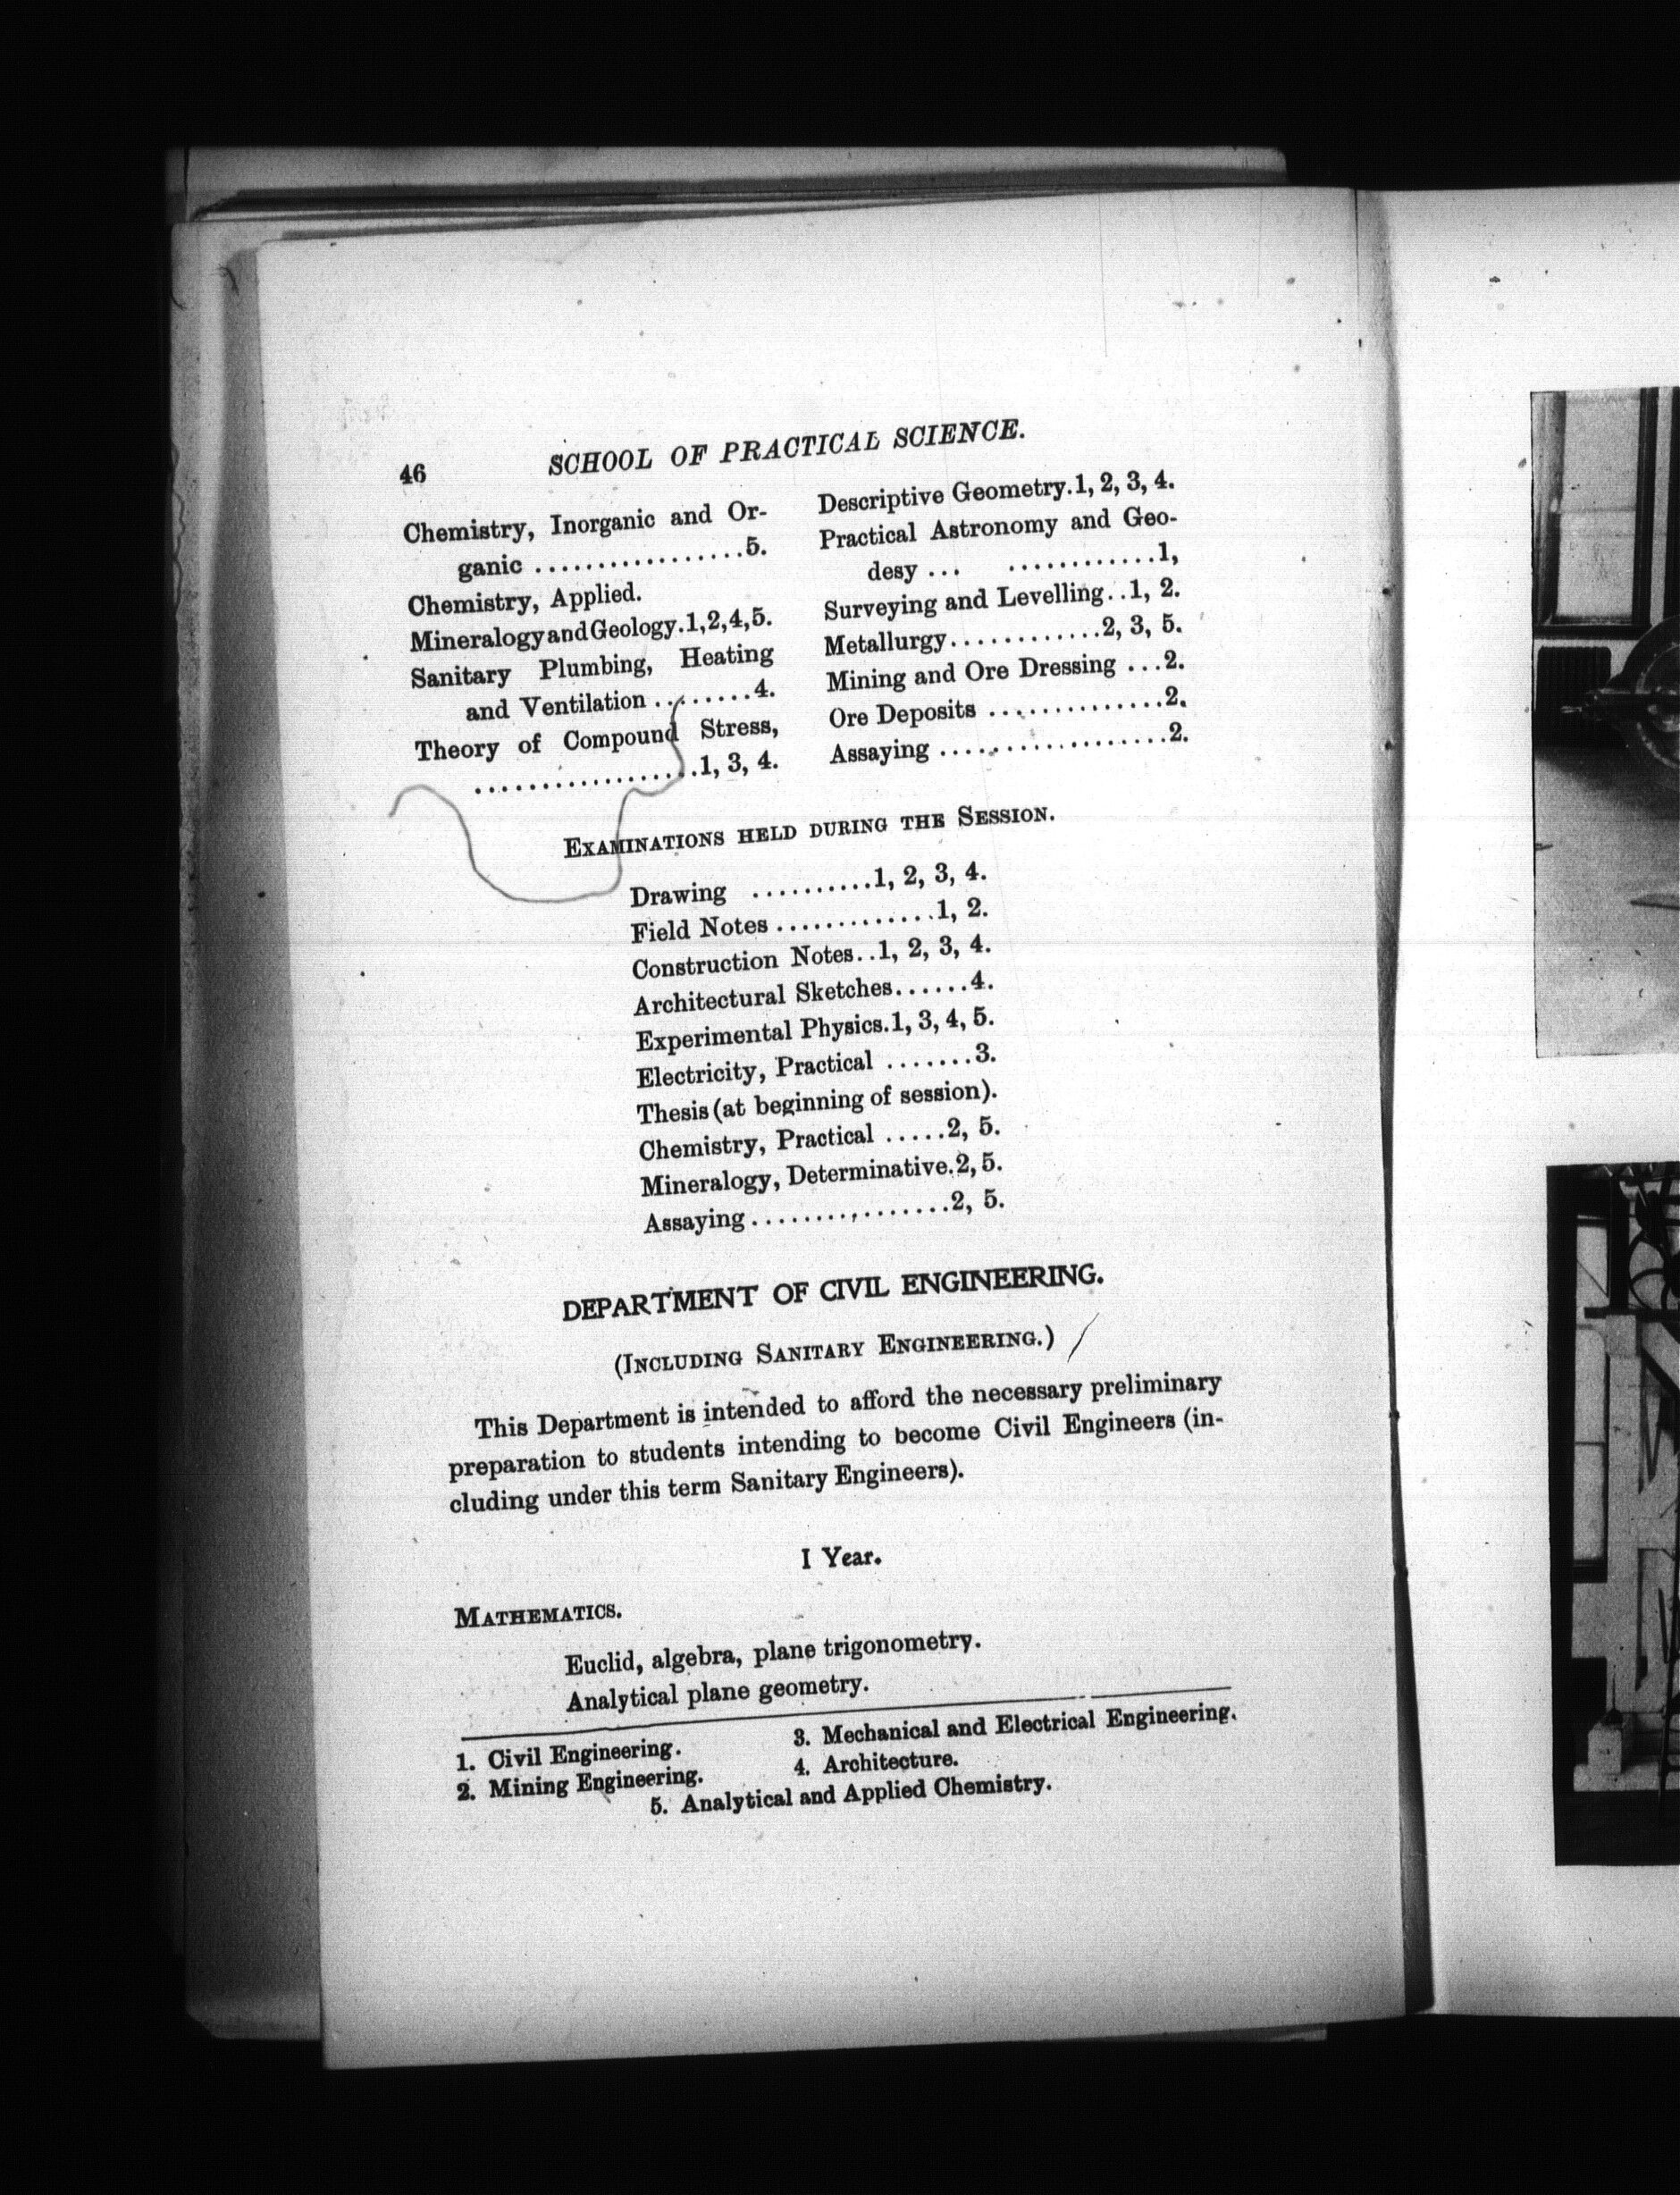 46 SCHOOL OF PRACTICAL SCIENCE.
Chemistry, Inorganic and Or-
ganic .................5.
Chemistry, Applied.
Mineralogy and Geology.1,2,4,5.
Sanitary Plumbing, Heating
and Ventilation ........4.
Theory of Compound Stress,
..................1, 3, 4.
Descriptive Geometry.1, 2, 3, 4.
Practical Astronomy and Geo-
desy ... ............1,
Surveying and Levelling..1, 2.
Metallurgy............2, 3, 5.
Mining and Ore Dressing ...2.
Ore Deposits ..............2.
Assaying ..................2.
EXAMINATIONS HELD DURING THE SESSION.
Drawing ..........1, 2, 3, 4.
Field Notes .............1, 2.
Construction Notes..1, 2, 3, 4.
Architectural Sketches......4.
Experimental Physics.1, 3, 4, 5.
Electricity, Practical .......3.
Thesis (at beginning of session).
Chemistry, Practical .....2, 5.
Mineralogy, Determinative.2, 5.
Assaying................2, 5.
DEPARTMENT OF CIVIL ENGINEERING.
(INCLUDING SANITARY ENGINEERING.)
This Department is intended to afford the necessary preliminary
preparation to students intending to become Civil Engineers (in-
cluding under this term Sanitary Engineers).
I Year.
MATHEMATICS.
Euclid, algebra, plane trigonometry.
Analytical plane geometry.
1. Civil Engineering. 3. Mechanical and Electrical Engineering.
2. Mining Engineering. 4. Architecture.
5. Analytical and Applied Chemistry.